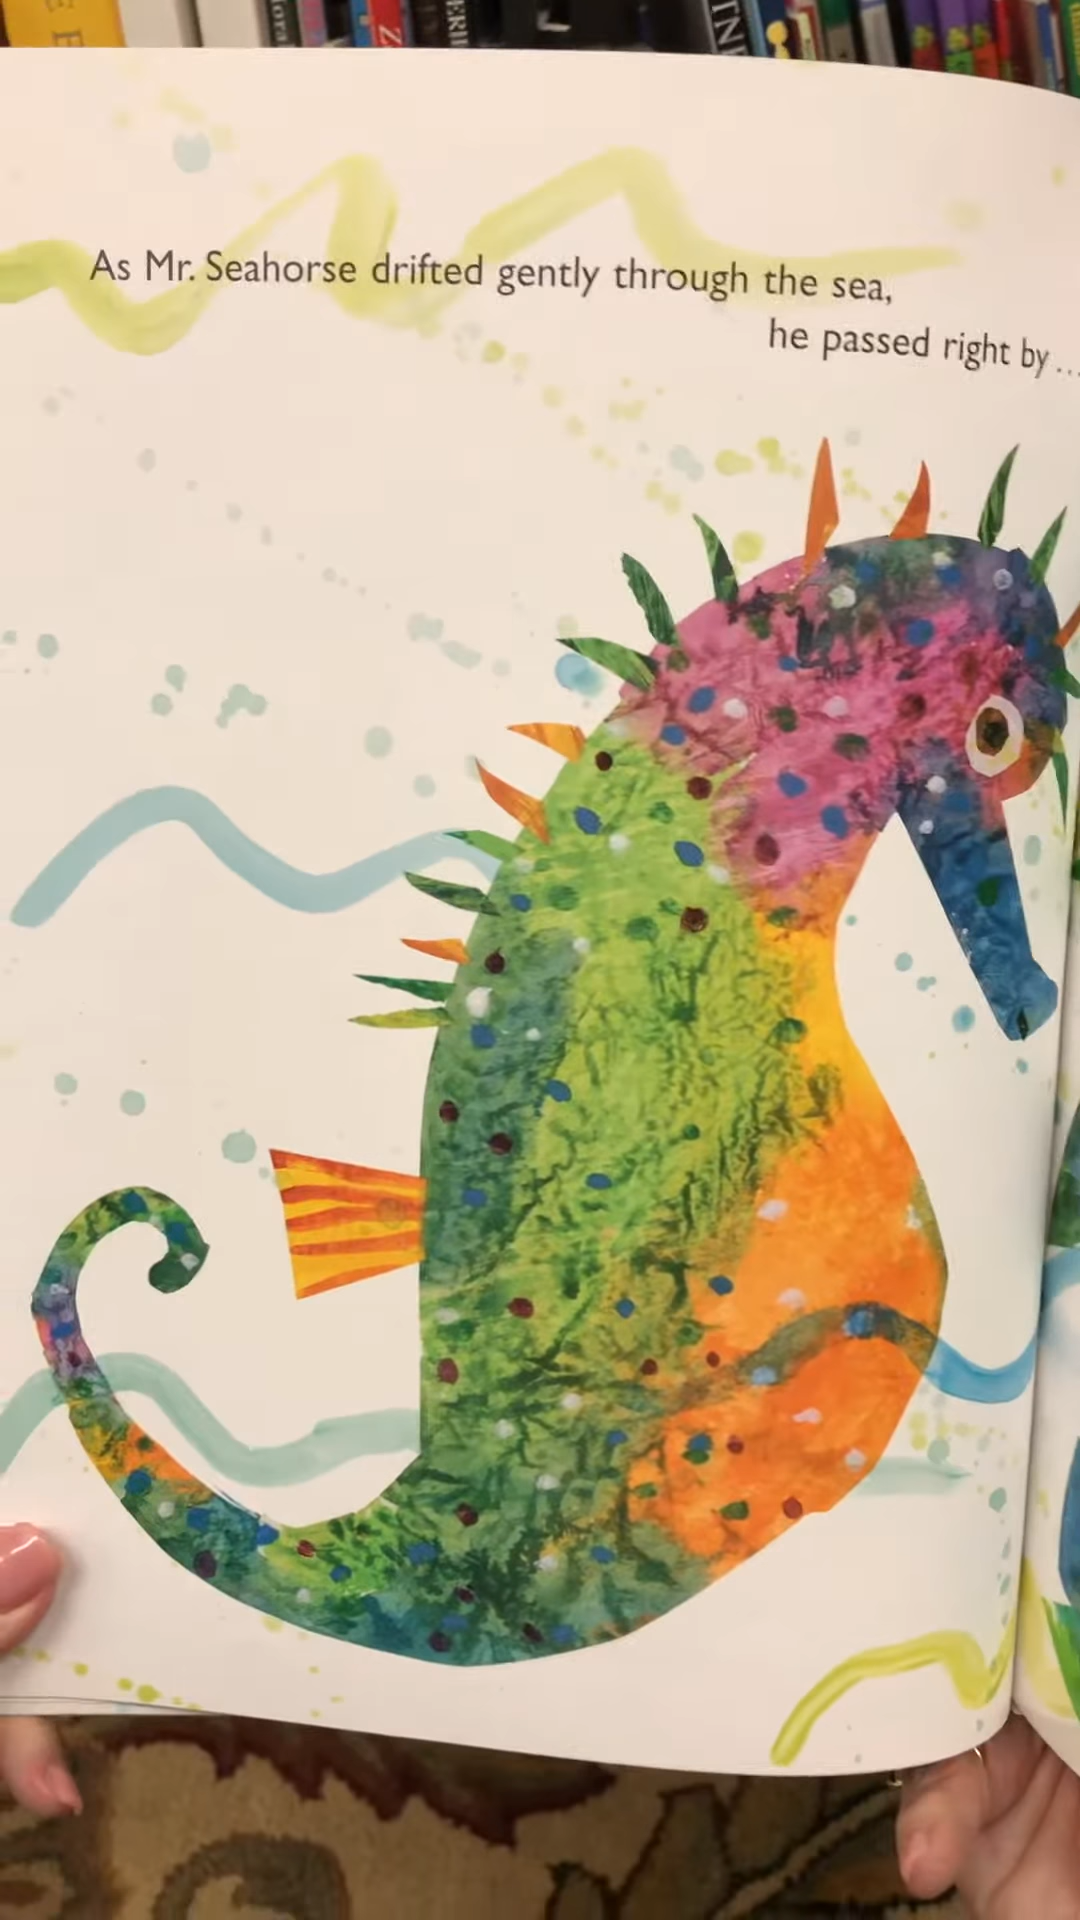 As Mr. Seahorse drifted gently through the sea,
he passed right by...